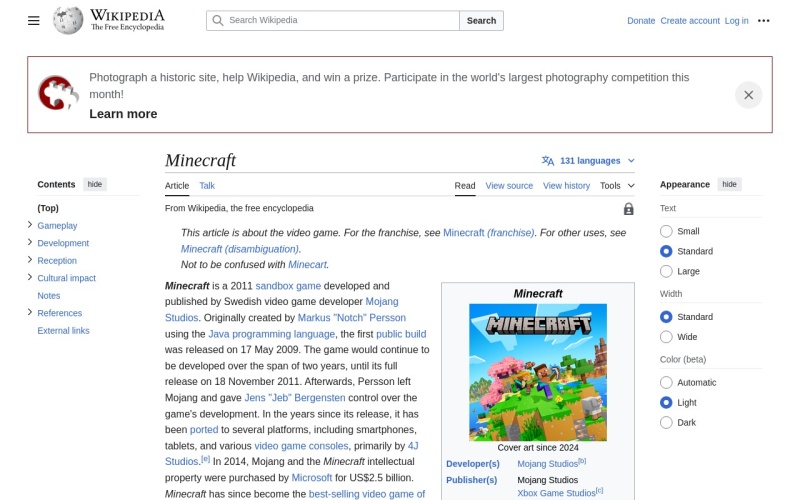 WIKIPEDIA
The Free Encyclopedia
Search Wikipedia
Search
Donate Create account Log in
Photograph a historic site, help Wikipedia, and win a prize. Participate in the world's largest photography competition this
month!
Learn more
Minecraft
131 languages
Contents hide
Article Talk
Read View source View history Tools
Appearance hide
(Top)
Gameplay
Development
Reception
Cultural impact
Notes
References
External links
From Wikipedia, the free encyclopedia
This article is about the video game. For the franchise, see Minecraft (franchise). For other uses, see
Minecraft (disambiguation).
Not to be confused with Minecart.
Minecraft is a 2011 sandbox game developed and
published by Swedish video game developer Mojang
Studios. Originally created by Markus "Notch" Persson
using the Java programming language, the first public build
was released on 17 May 2009. The game would continue to
be developed over the span of two years, until its full
release on 18 November 2011. Afterwards, Persson left
Mojang and gave Jens "Jeb" Bergensten control over the
game's development. In the years since its release, it has
been ported to several platforms, including smartphones,
tablets, and various video game consoles, primarily by 4J
Studios.[e] In 2014, Mojang and the Minecraft intellectual
property were purchased by Microsoft for US$2.5 billion.
Minecraft has since become the best-selling video game of
Minecraft
MINECRAFT
Cover art since 2024
Developer(s) Mojang Studios[b]
Publisher(s) Mojang Studios
Xbox Game Studios[c]
Text
Small
Standard
Large
Width
Standard
Wide
Color (beta)
Automatic
Light
Dark